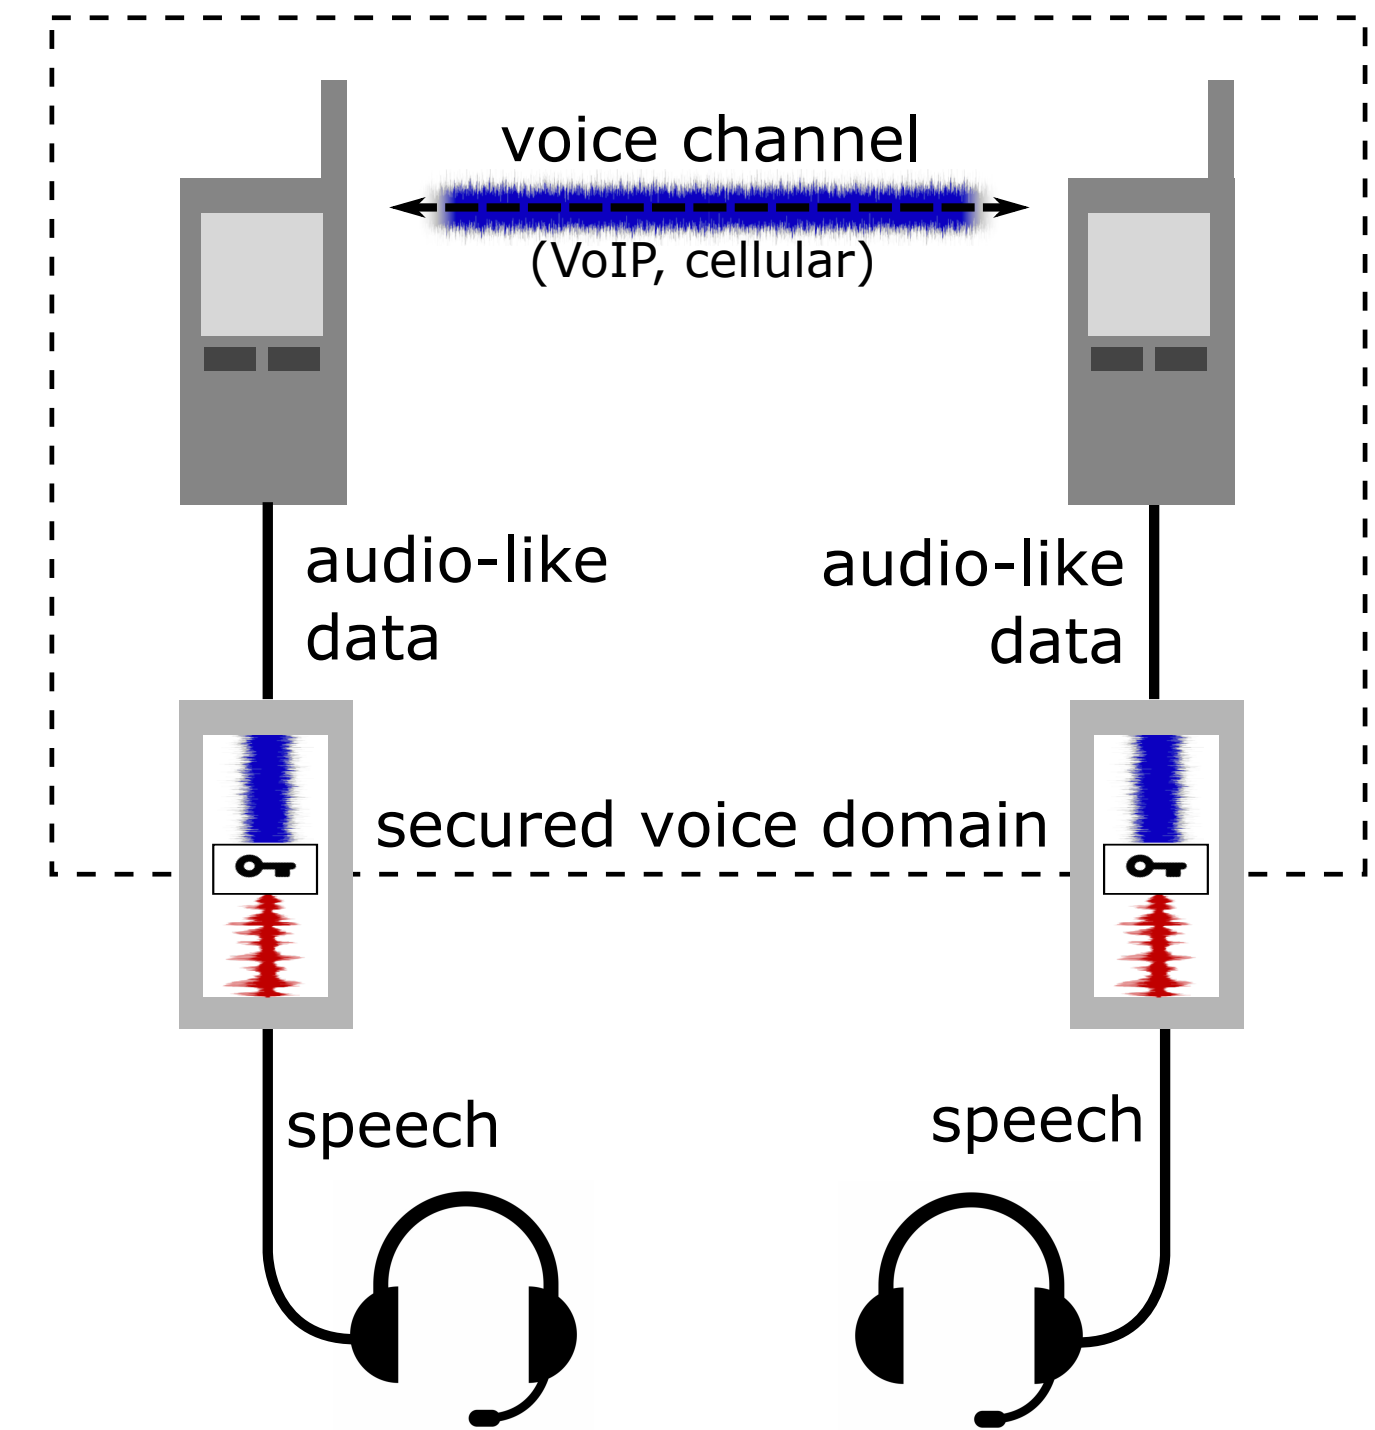 voice channel
(VoIP, cellular)
audio-like
data
audio-like
data
secured voice domain
speech
speech